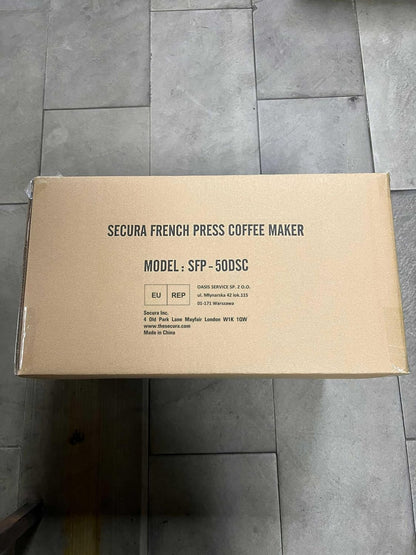 SECURA FRENCH PRESS COFFEE MAKER
MODEL: SFP-50DSC
EU REP
OASIS SERVICE SP. Z O.O.
ul. Młynarska 42 lok.115
01-171 Warszawa
Secura Inc.
4 Old Park Lane Mayfair London W1K 1QW
www.thesecura.com
Made in China